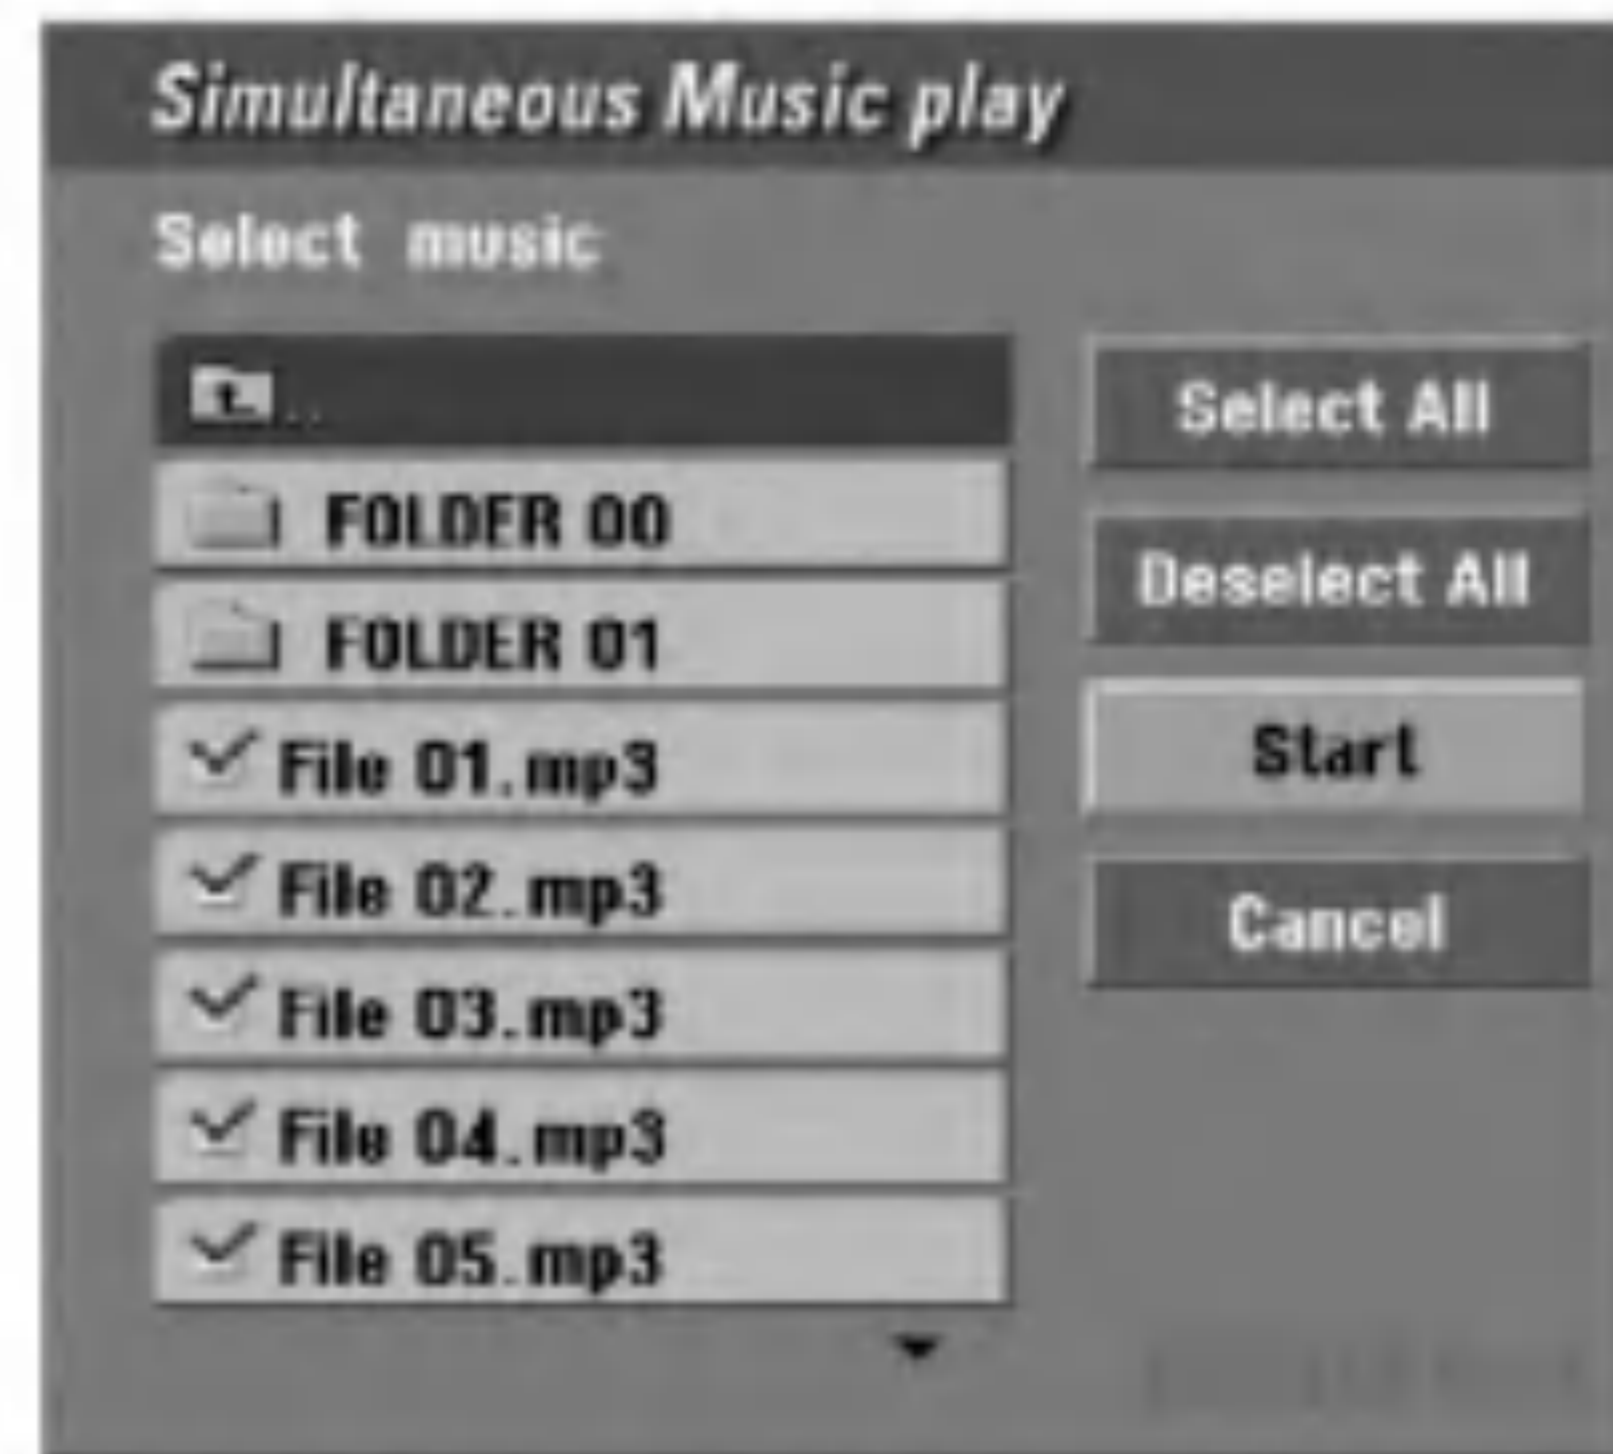 Simultaneous Music play
Select music
..
FOLDER 00
FOLDER 01
File 01.mp3
File 02.mp3
File 03.mp3
File 04.mp3
File 05.mp3
Select All
Deselect All
Start
Cancel